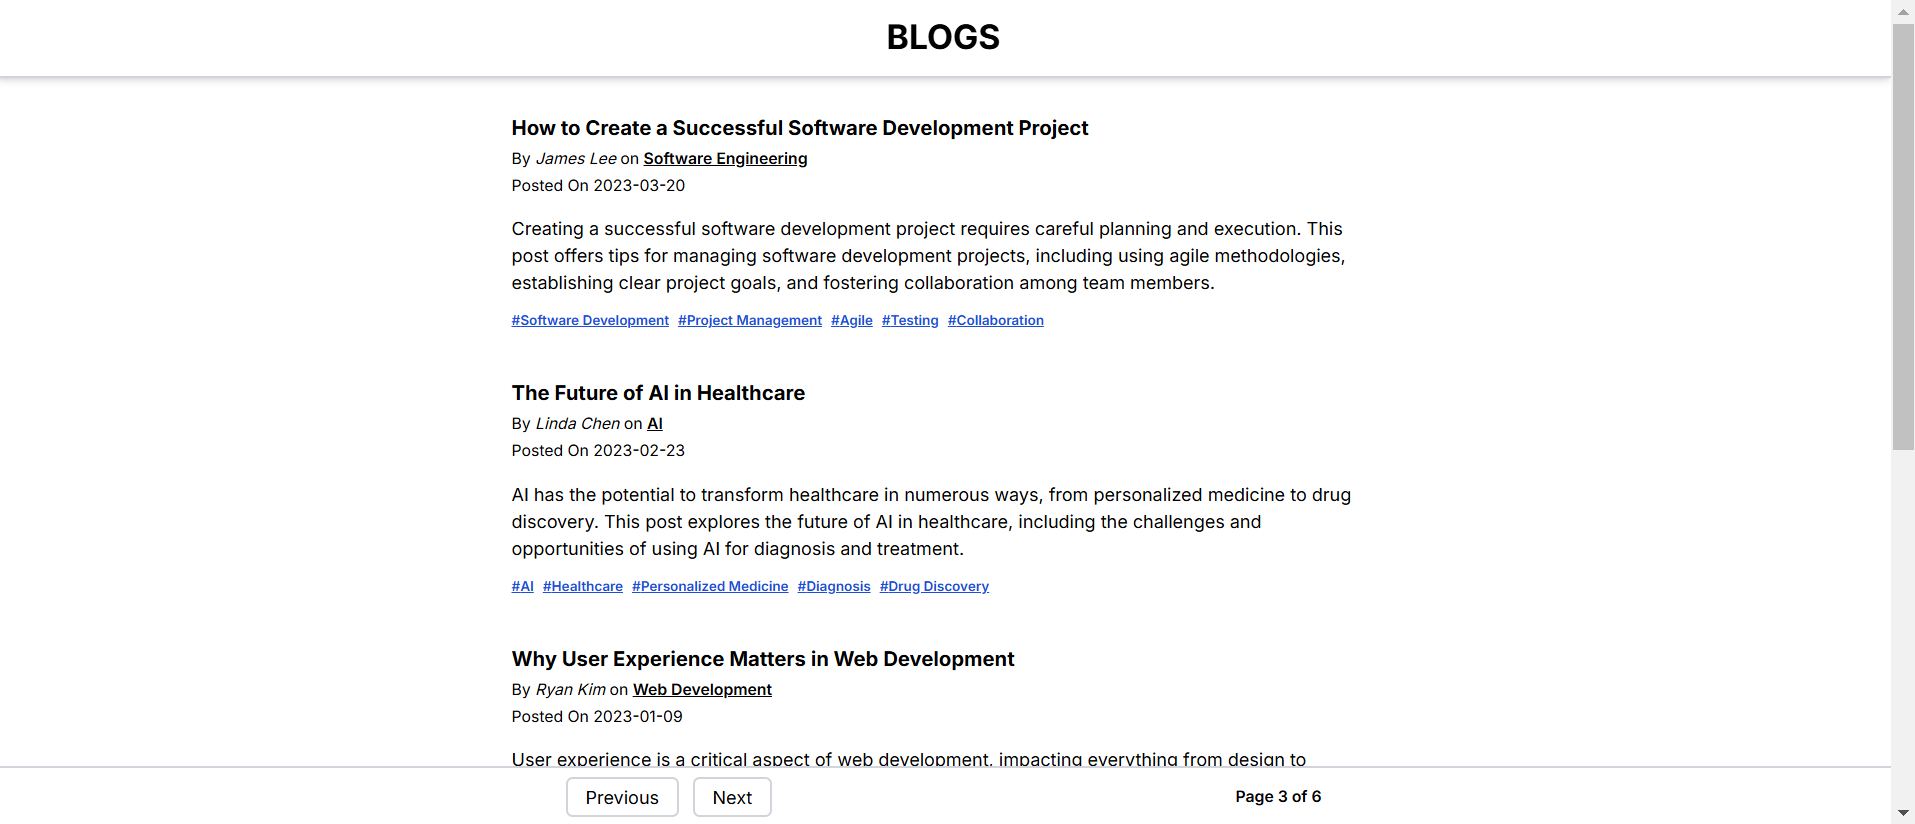 BLOGS
How to Create a Successful Software Development Project
By James Lee on Software Engineering
Posted On 2023-03-20
Creating a successful software development project requires careful planning and execution. This
post offers tips for managing software development projects, including using agile methodologies,
establishing clear project goals, and fostering collaboration among team members.
#Software Development #Project Management #Agile #Testing #Collaboration
The Future of AI in Healthcare
By Linda Chen on AI
Posted On 2023-02-23
AI has the potential to transform healthcare in numerous ways, from personalized medicine to drug
discovery. This post explores the future of AI in healthcare, including the challenges and
opportunities of using AI for diagnosis and treatment.
#AI #Healthcare #Personalized Medicine #Diagnosis #Drug Discovery
Why User Experience Matters in Web Development
By Ryan Kim on Web Development
Posted On 2023-01-09
User experience is a critical aspect of web development, impacting everything from design to
Previous Next Page 3 of 6